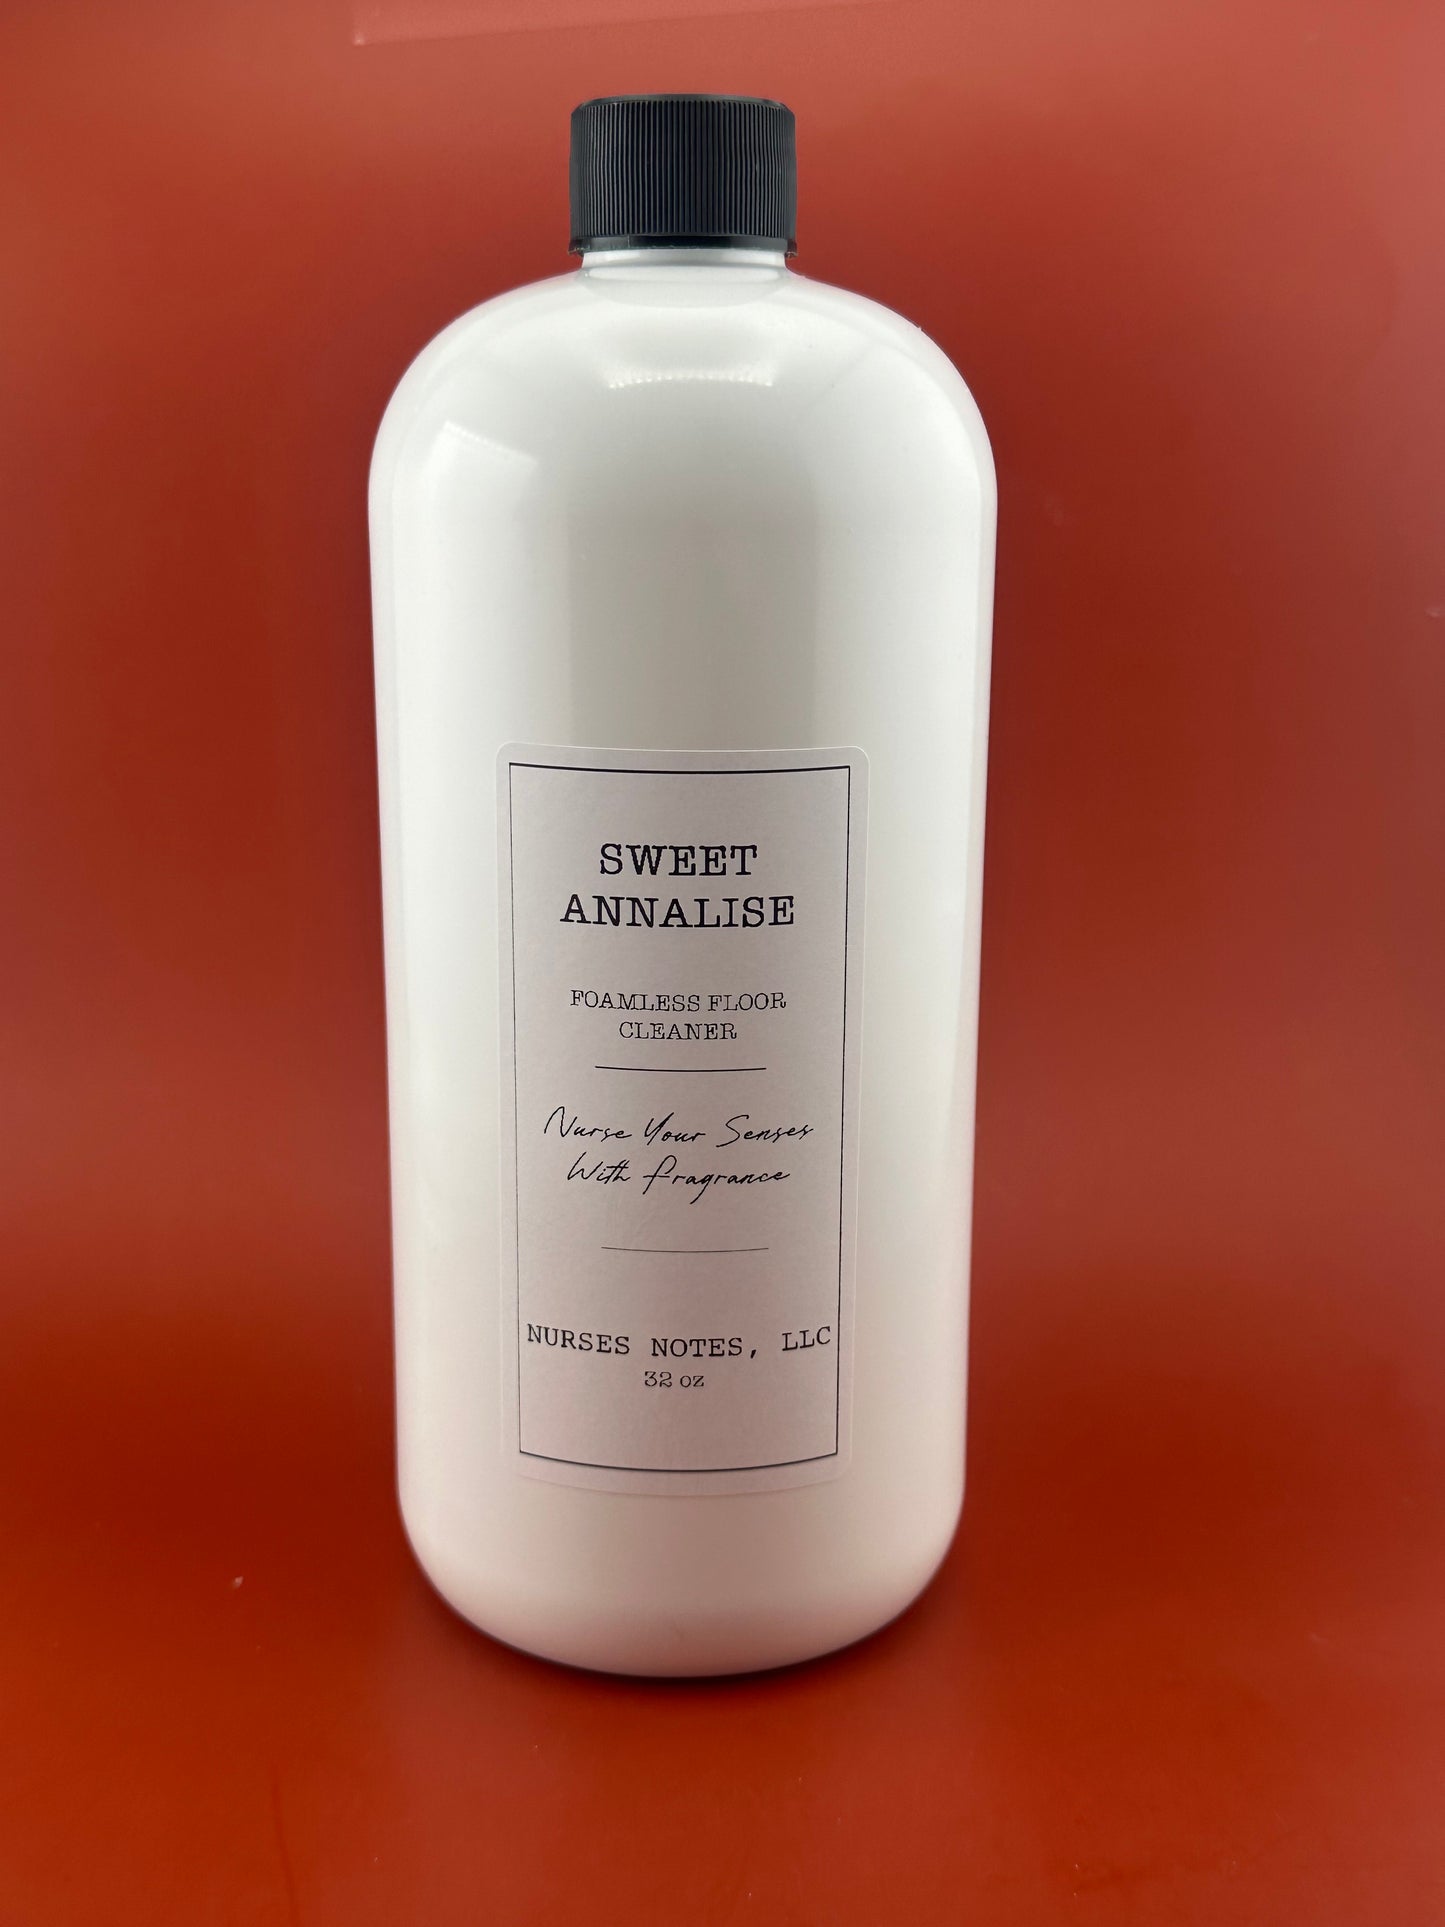 SWEET
ANNALISE
FOAMLESS FLOOR
CLEANER
Nurse Your Senses
With Fragrance
NURSES NOTES, LLC
32 oz